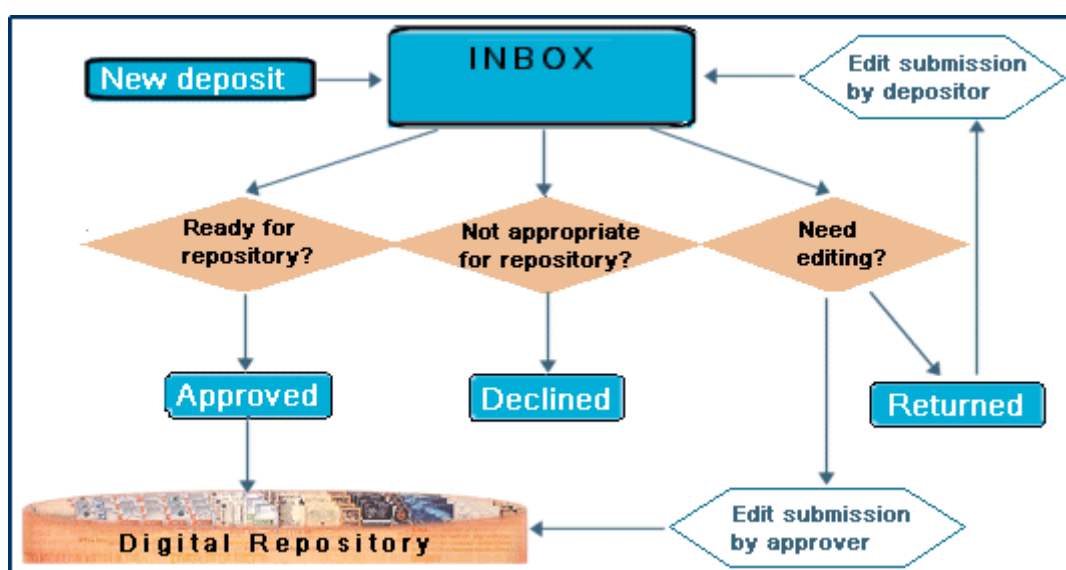 INBOX
New deposit
Edit submission
by depositor
Ready for
repository?
Not appropriate
for repository?
Need
editing?
Approved
Declined
Returned
Digital Repository
Edit submission
by approver